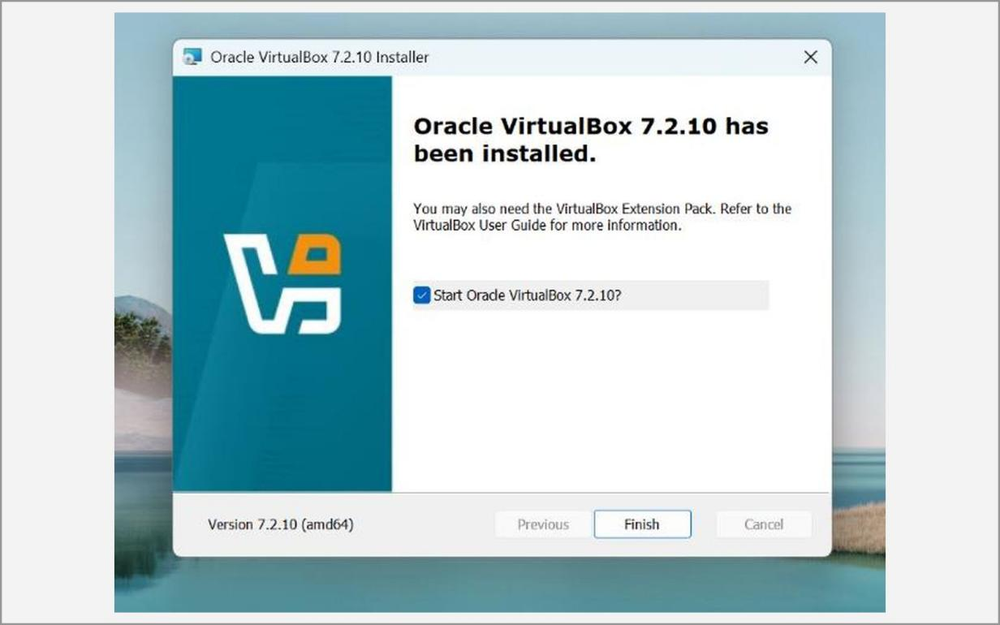 Oracle VirtualBox 7.2.10 Installer
Oracle VirtualBox 7.2.10 has
been installed.
You may also need the VirtualBox Extension Pack. Refer to the
VirtualBox User Guide for more information.
Start Oracle VirtualBox 7.2.10?
Version 7.2.10 (amd64)
Previous
Finish
Cancel